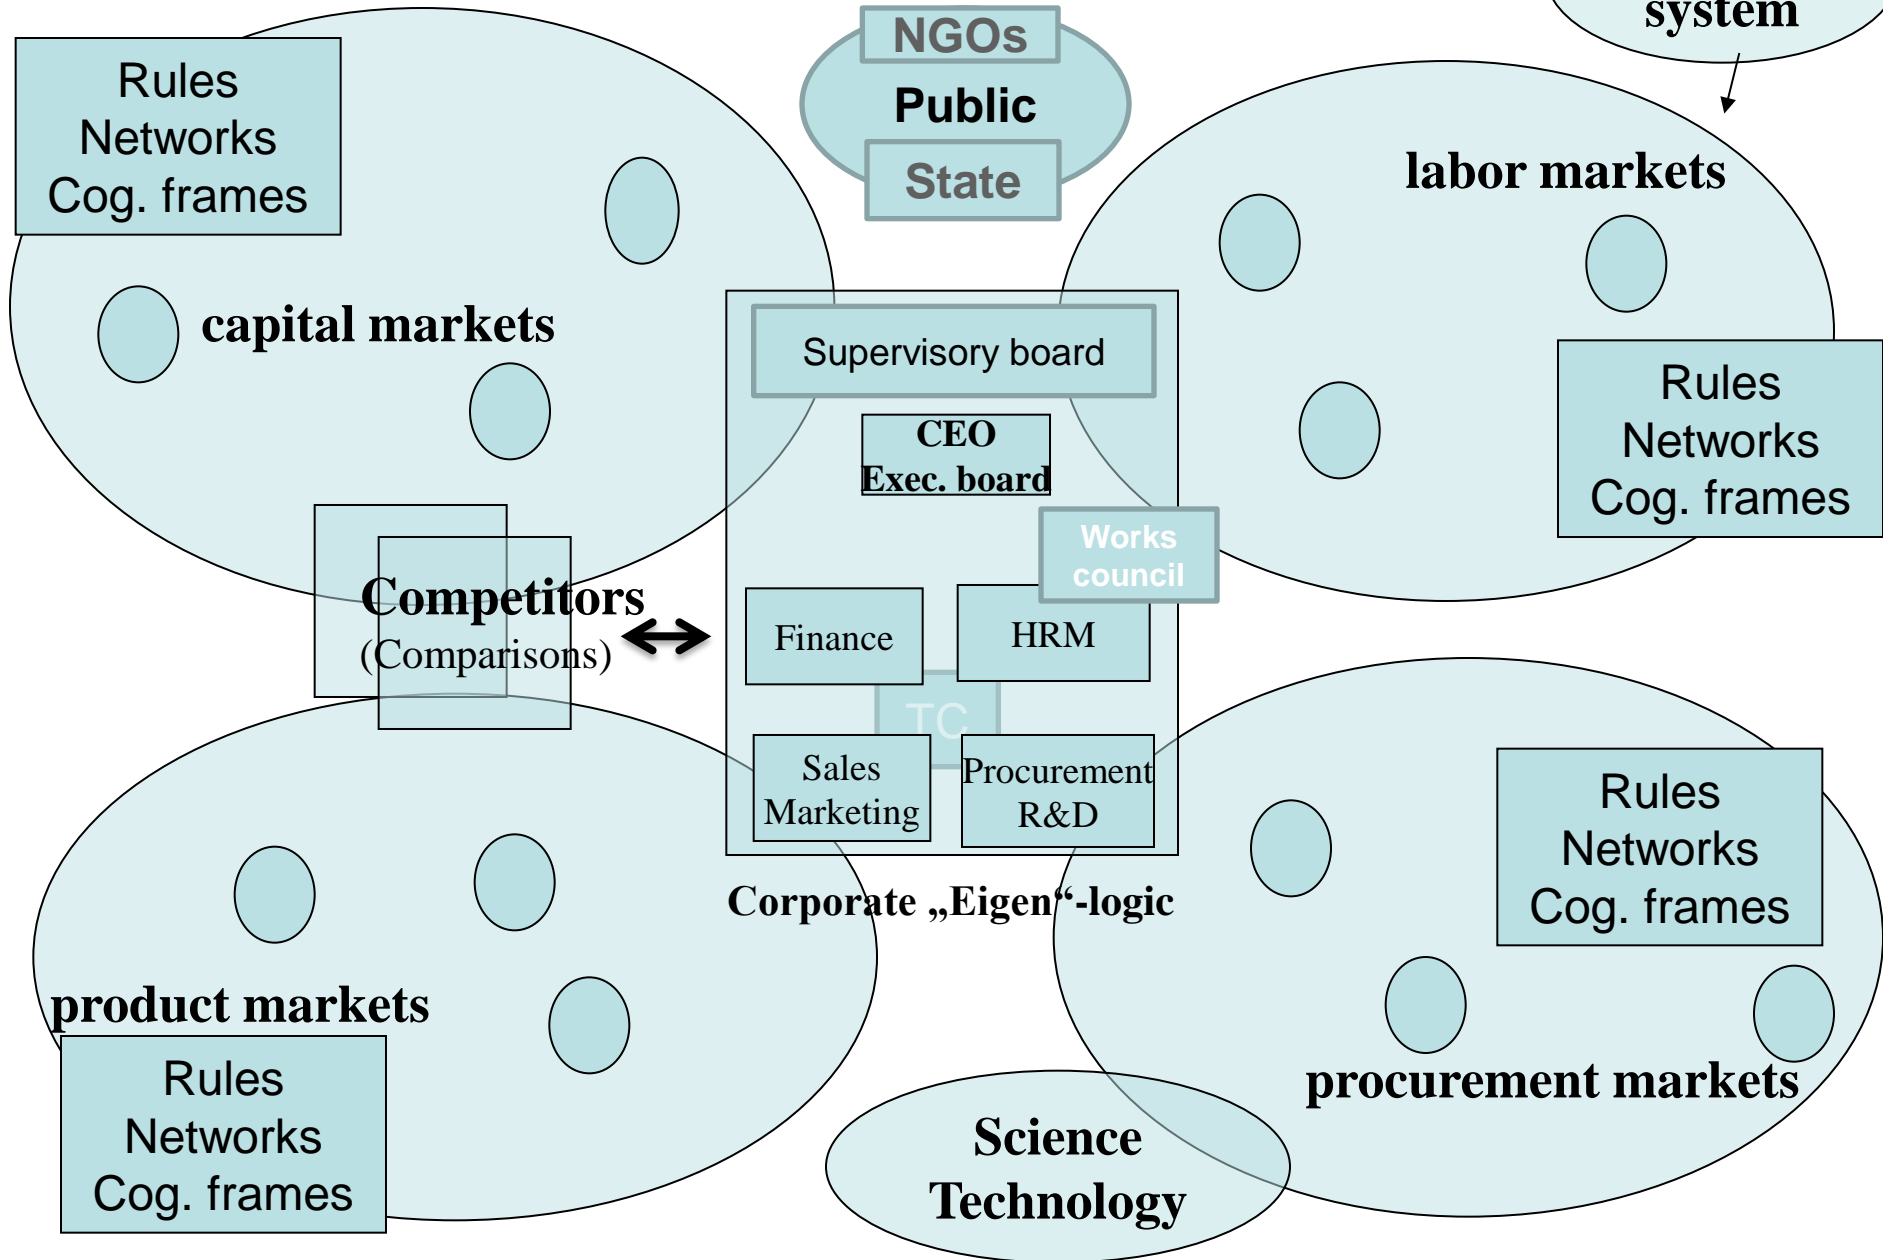 system
NGOs
Public
State
Rules
Networks
Cog. frames
labor markets
capital markets
Supervisory board
CEO
Exec. board
Rules
Networks
Cog. frames
Works
council
Competitors
(Comparisons)
Finance
HRM
TC
Sales
Marketing
Procurement
R&D
Corporate „Eigen“-logic
Rules
Networks
Cog. frames
product markets
Rules
Networks
Cog. frames
procurement markets
Science
Technology